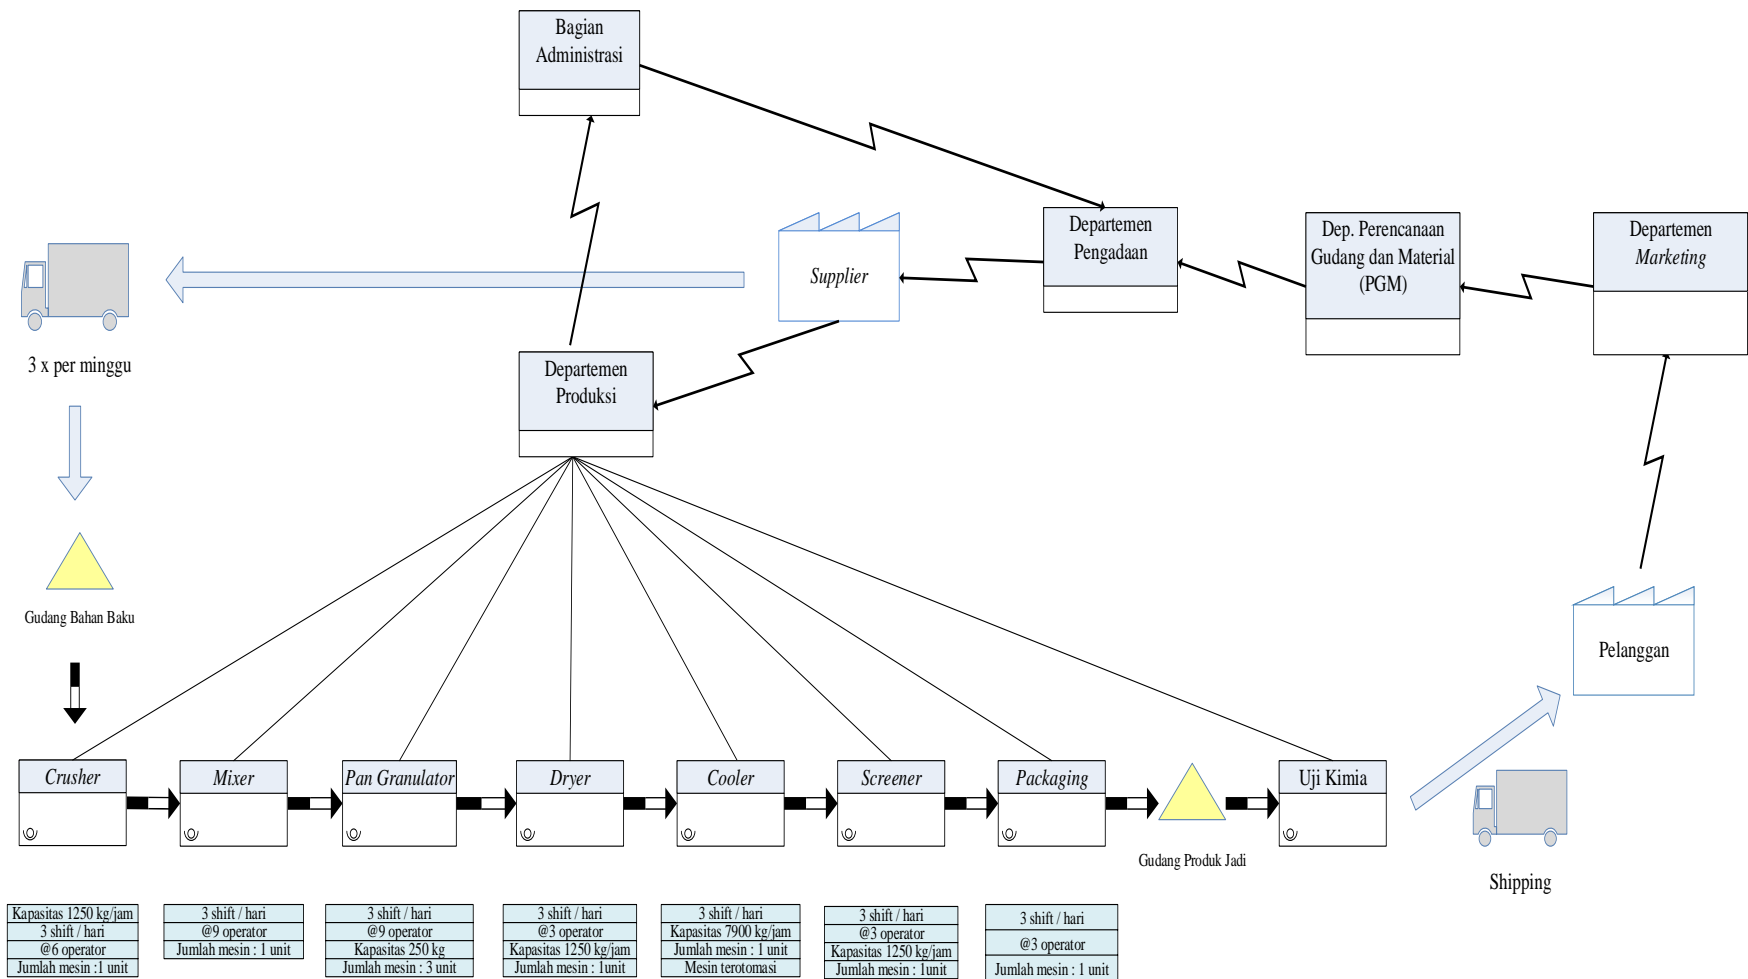 Bagian
Administrasi
Departemen
Pengadaan
Dep. Perencanaan
Gudang dan Material
(PGM)
Departemen
Marketing
Supplier
3 x per minggu
Departemen
Produksi
Gudang Bahan Baku
Pelanggan
Crusher
Mixer
Pan Granulator
Dryer
Cooler
Screener
Packaging
Gudang Produk Jadi
Uji Kimia
Shipping
Kapasitas 1250 kg/jam
3 shift / hari
@6 operator
Jumlah mesin :1 unit
3 shift / hari
@9 operator
Jumlah mesin : 1 unit
3 shift / hari
@9 operator
Kapasitas 250 kg
Jumlah mesin : 3 unit
3 shift / hari
@3 operator
Kapasitas 1250 kg/jam
Jumlah mesin : 1unit
3 shift / hari
Kapasitas 7900 kg/jam
Jumlah mesin : 1 unit
Mesin terotomasi
3 shift / hari
@3 operator
Kapasitas 1250 kg/jam
Jumlah mesin : 1unit
3 shift / hari
@3 operator
Jumlah mesin : 1 unit